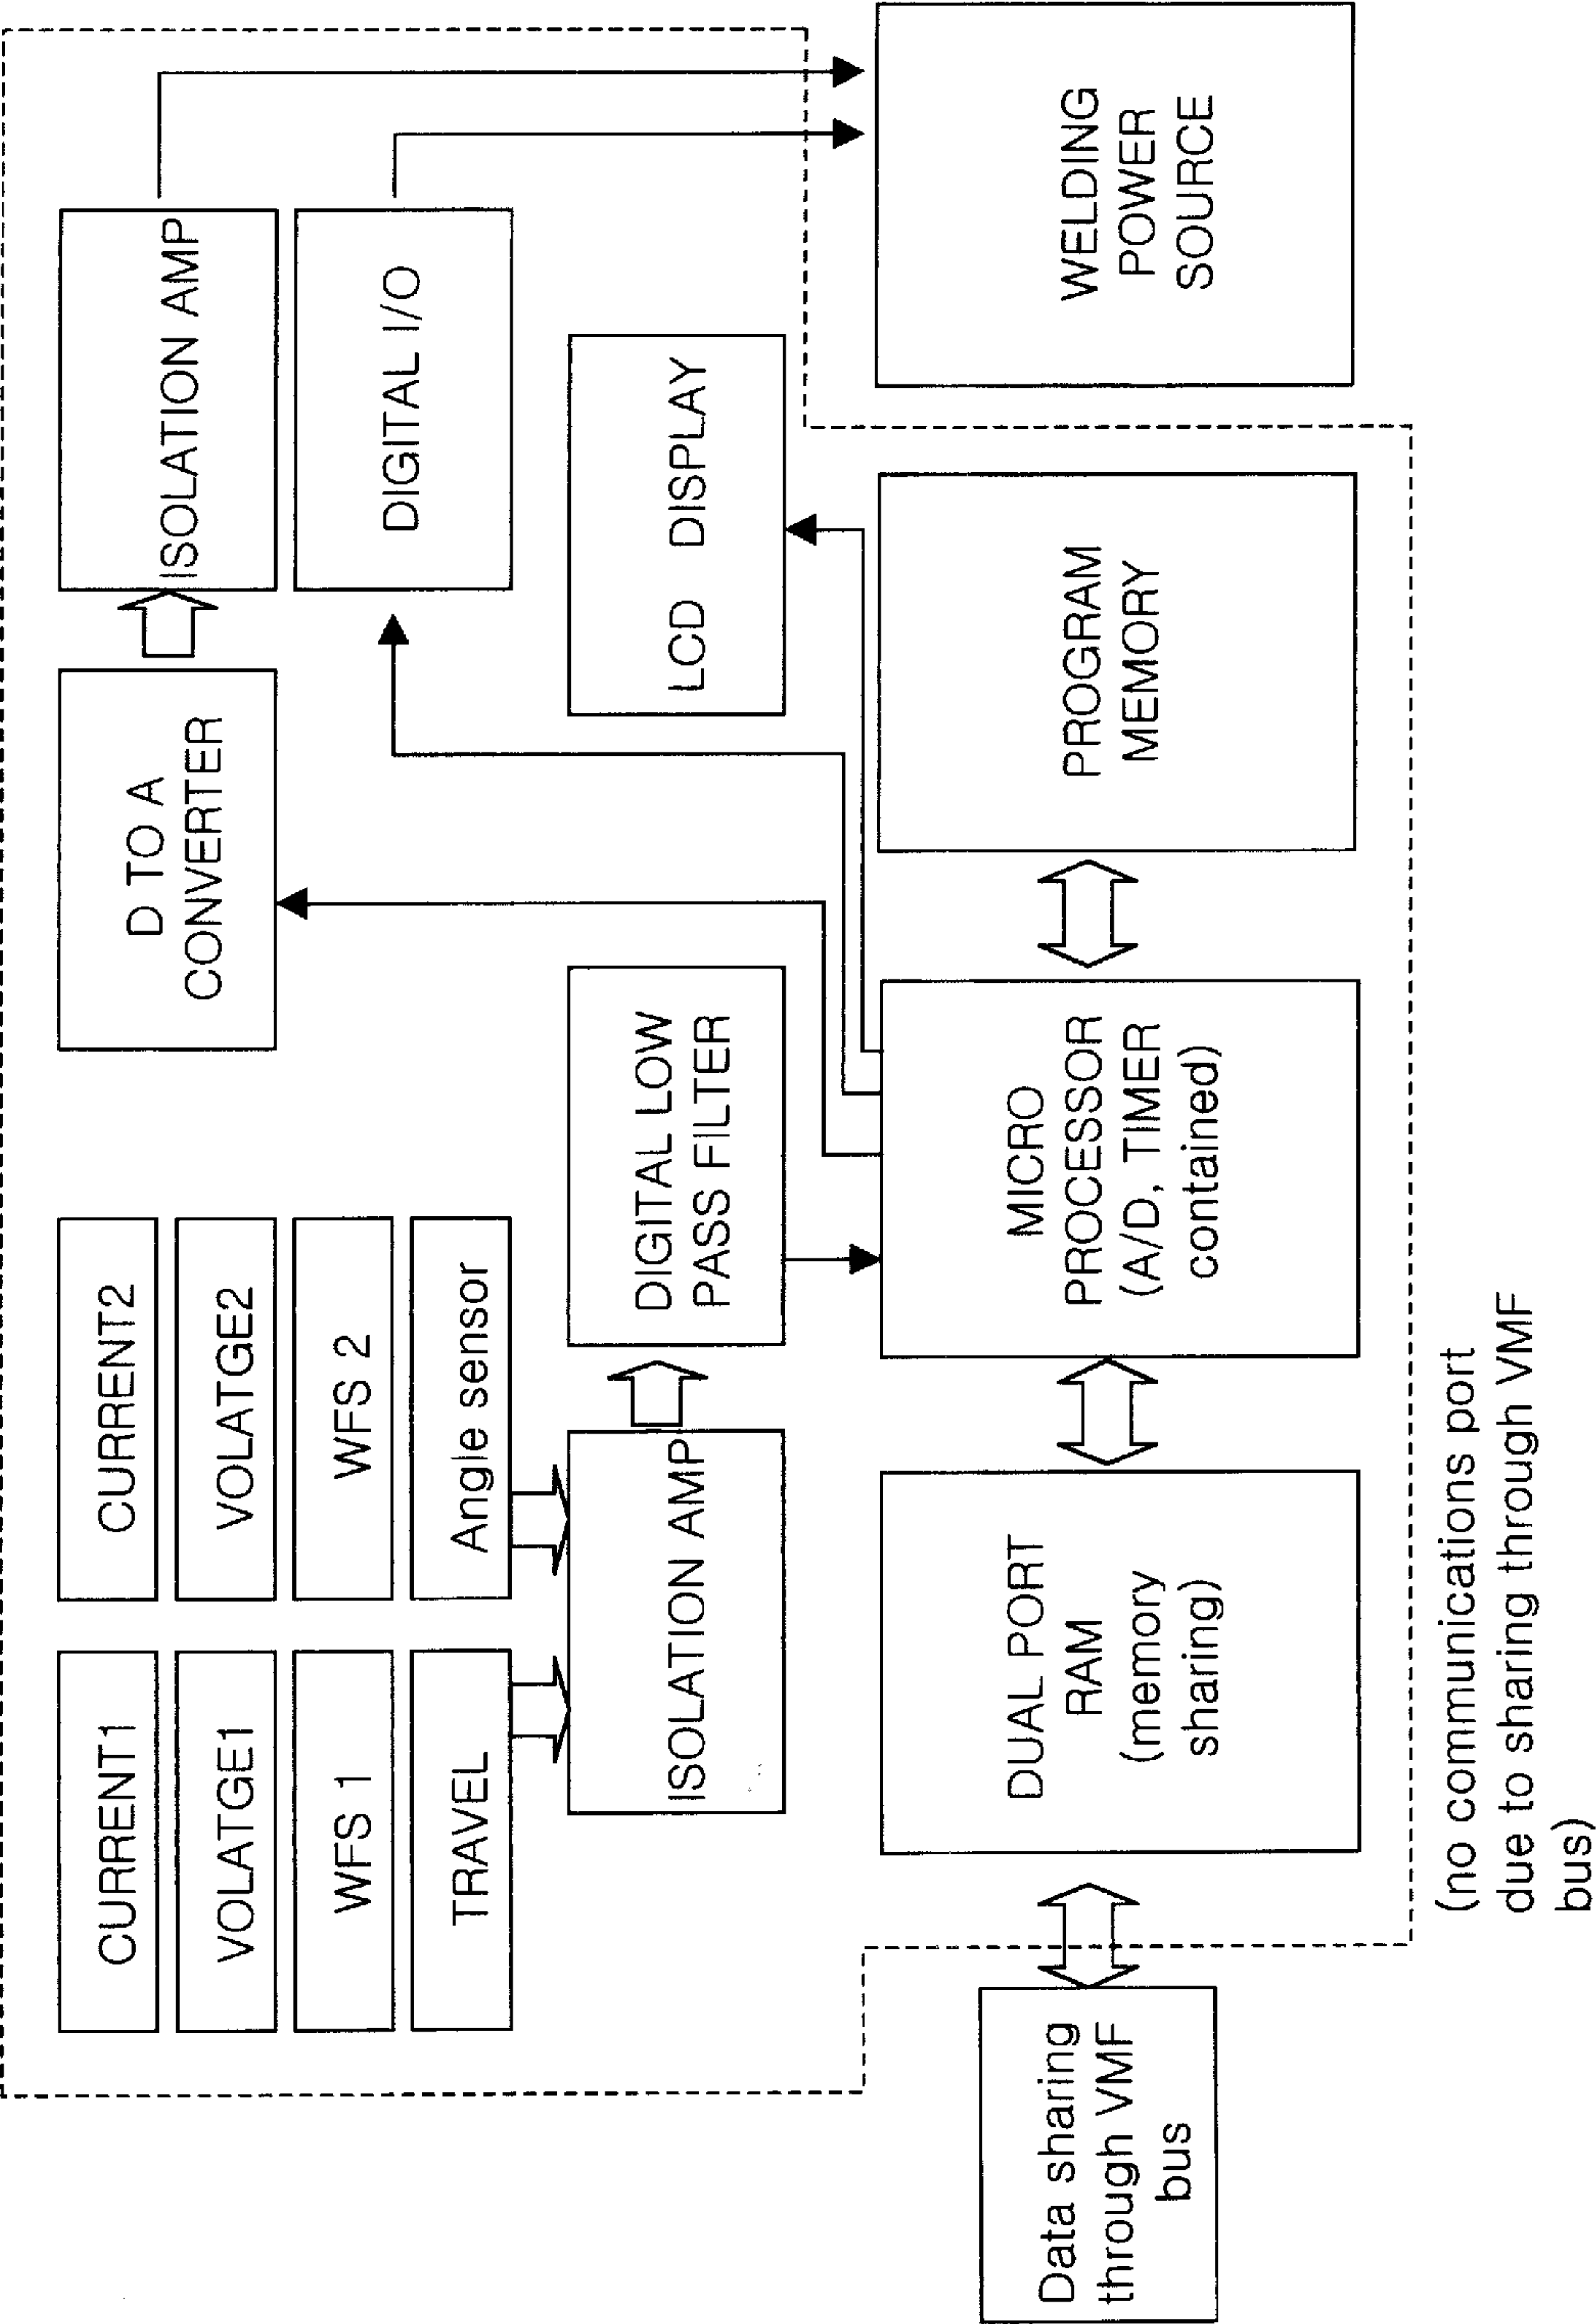 CURRENT1
CURRENT2
VOLATGE1
VOLATGE2
WFS 1
WFS 2
TRAVEL
Angle sensor
D TO A
CONVERTER
ISOLATION AMP
DIGITAL I/O
ISOLATION AMP
DIGITAL LOW
PASS FILTER
LCD DISPLAY
Data sharing
through VMF
bus
DUAL PORT
RAM
(memory
sharing)
MICRO
PROCESSOR
(A/D, TIMER
contained)
PROGRAM
MEMORY
WELDING
POWER
SOURCE
(no communications port
due to sharing through VMF
bus)